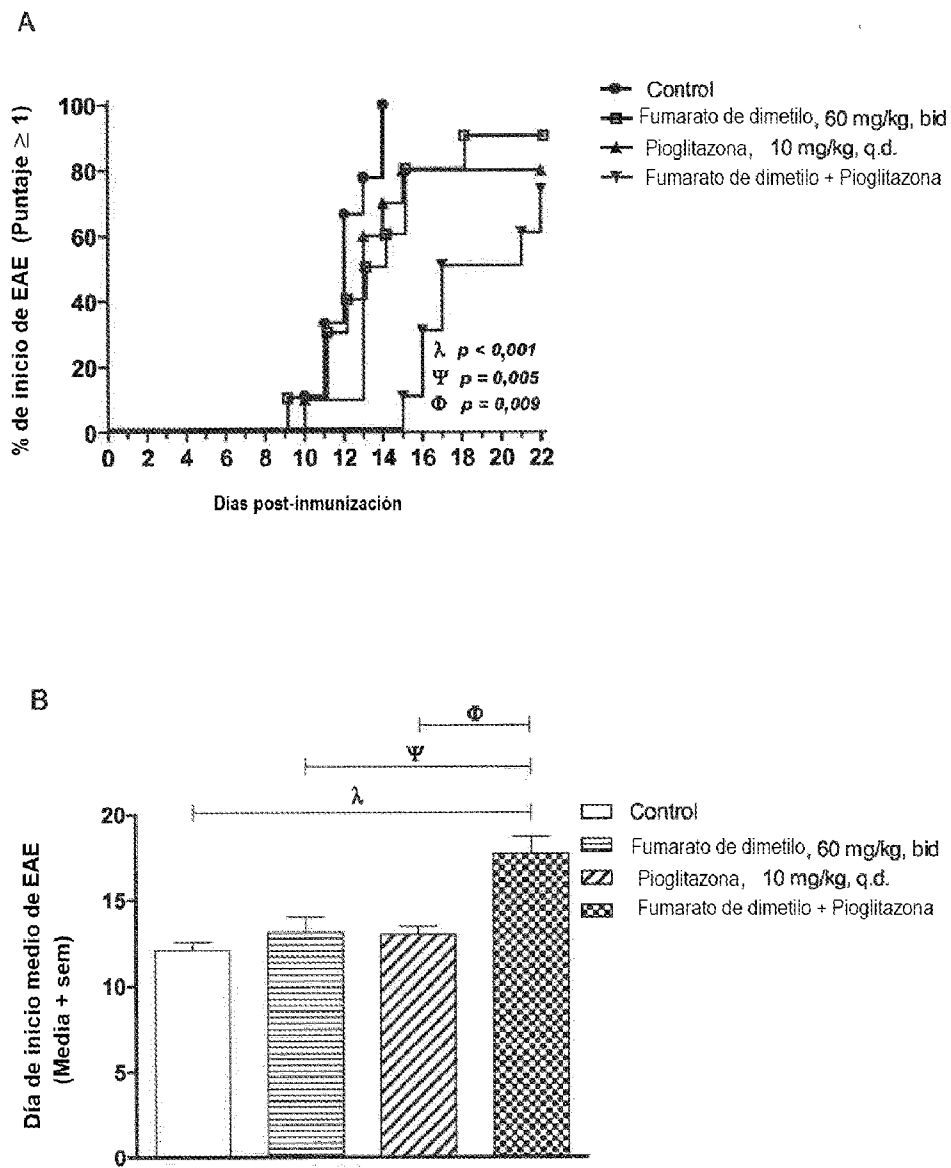 A
% de inicio de EAE (Puntaje ≥ 1)
100
80
60
40
20
0
0 2 4 6 8 10 12 14 16 18 20 22
Dias post-inmunización
Control
Fumarato de dimetilo, 60 mg/kg, bid
Pioglitazona, 10 mg/kg, q.d.
Fumarato de dimetilo + Pioglitazona
λ p < 0,001
Ψ p = 0,005
Φ p = 0,009
B
Φ
Ψ
λ
Día de inicio medio de EAE
(Media + sem)
20
15
10
5
0
Control
Fumarato de dimetilo, 60 mg/kg, bid
Pioglitazona, 10 mg/kg, q.d.
Fumarato de dimetilo + Pioglitazona